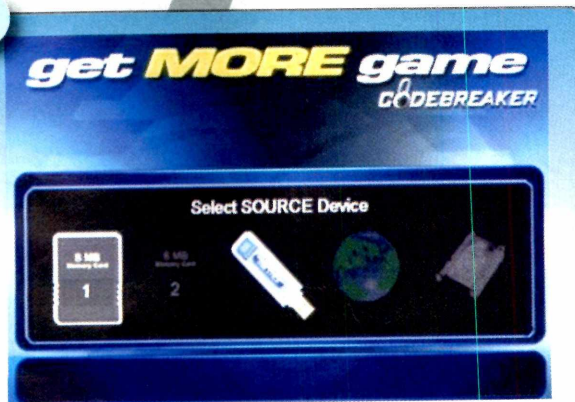 get MORE game
CODEBREAKER
Select SOURCE Device
8 MB
Memory Card
1
8 MB
Memory Card
2